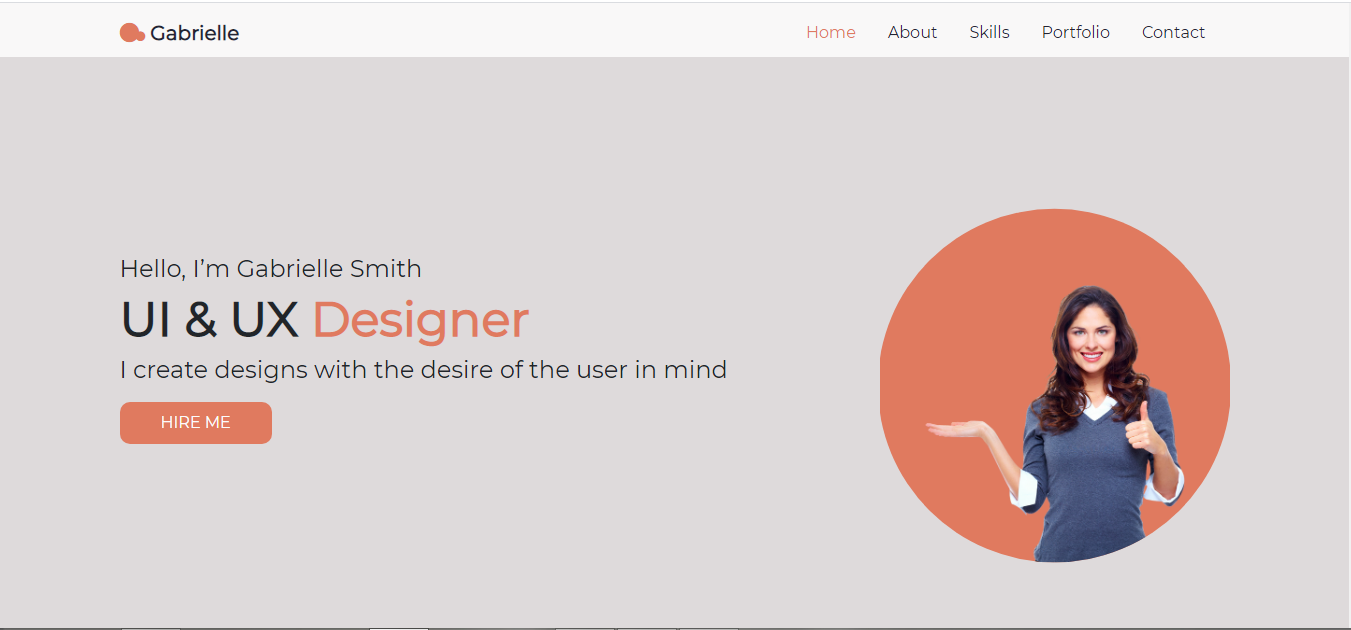 Gabrielle Home About Skills Portfolio Contact
Hello, I’m Gabrielle Smith
UI & UX Designer
I create designs with the desire of the user in mind
HIRE ME